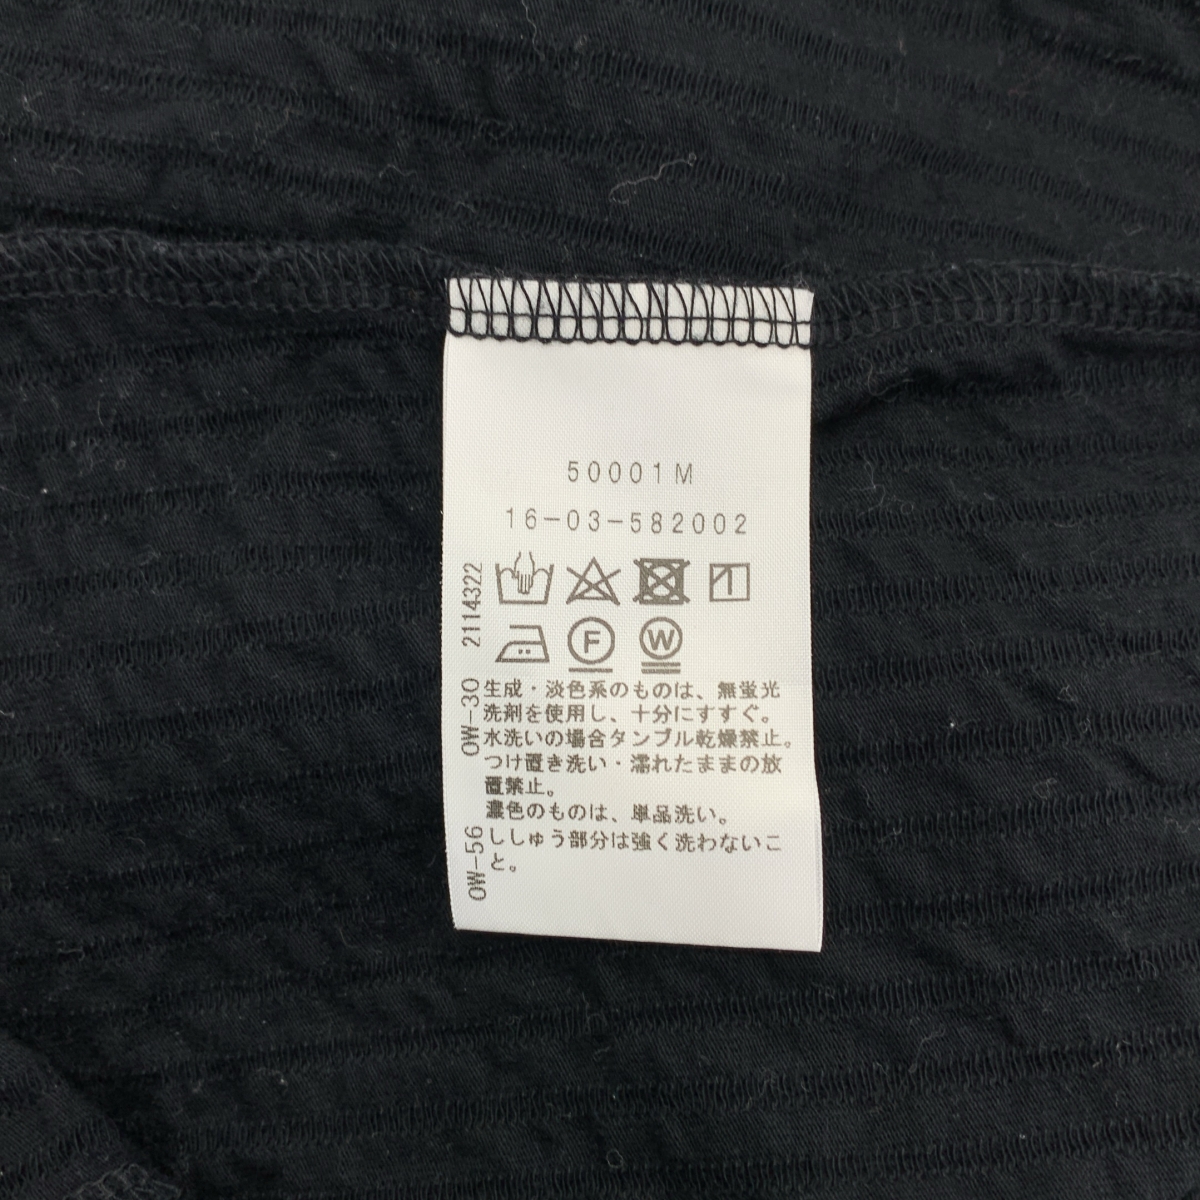 50001M
16-03-582002
2114322
OW-30
OW-56
F
W
生成・淡色系のものは、無蛍光
洗剤を使用し、十分にすすぐ。
水洗いの場合タンブル乾燥禁止。
つけ置き洗い・濡れたままの放
置禁止。
濃色のものは、単品洗い。
ししゅう部分は強く洗わないこ
と。